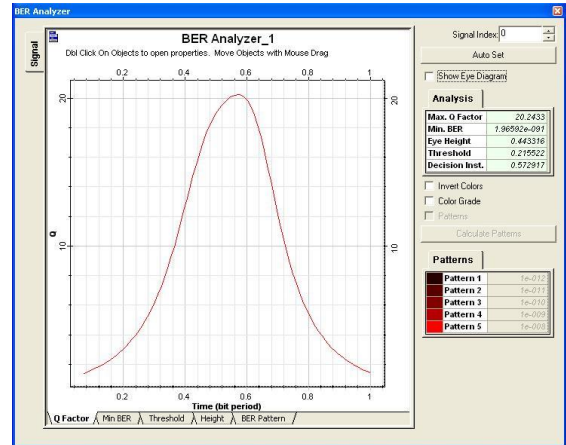 BER Analyzer
Signal
BER Analyzer_1
Dbl Click On Objects to open properties. Move Objects with Mouse Drag
0.2 0.4 0.6 0.8 1
20 20
Q
10 10
0.2 0.4 0.6 0.8 1
Time (bit period)
Q Factor Min BER Threshold Height BER Pattern
Signal Index: 0
Auto Set
Show Eye Diagram
Analysis
Max. Q Factor 20.2433
Min. BER 1.96592e-091
Eye Height 0.443316
Threshold 0.215522
Decision Inst. 0.572917
Invert Colors
Color Grade
Patterns
Calculate Patterns
Patterns
Pattern 1 1e-012
Pattern 2 1e-011
Pattern 3 1e-010
Pattern 4 1e-009
Pattern 5 1e-008